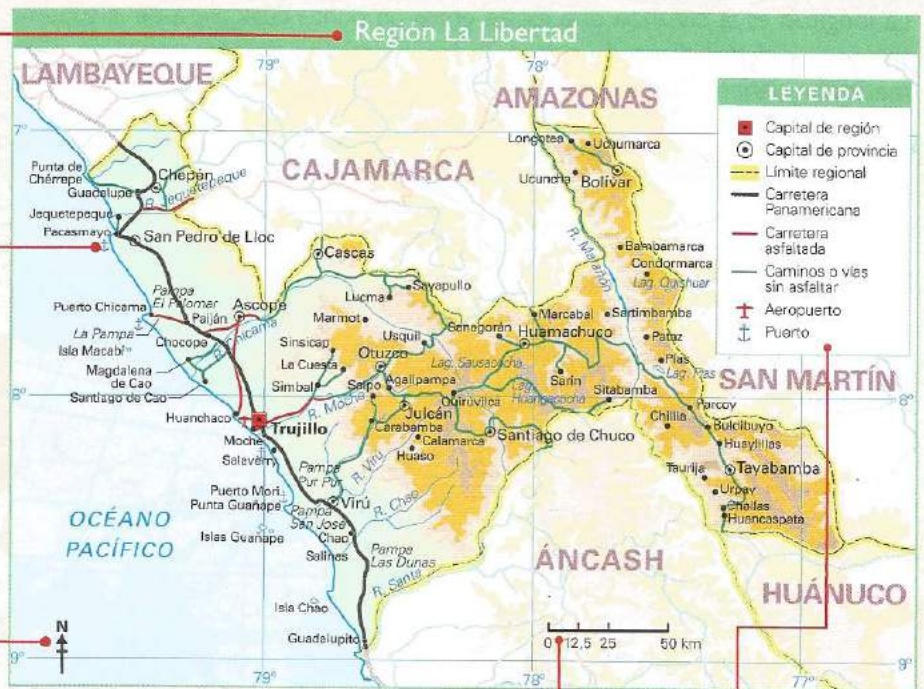 Región La Libertad
79°
78°
LAMBAYEQUE
AMAZONAS
CAJAMARCA
7°
LEYENDA
Capital de región
Capital de provincia
Límite regional
Carretera
Panamericana
Carretera
asfaltada
Caminos o vías
sin asfaltar
Aeropuerto
Puerto
Punta de
Chérrepe
Chepén
Guadalupe
R. Jequetepeque
Jequetepeque
Pacasmayo
San Pedro de Lloc
Longotea
Uchumarca
Ucuncha
Bolívar
R. Marañón
Bambamarca
Condormarca
Cascas
Sayapullo
Lucma
Pampa
El Palomar
Puerto Chicama
Paiján
Ascope
R. Chicama
Marmot
Marcabal
Sartimbamba
La Pampa
Chocope
Isla Macabí
Usquil
Huamachuco
Pataz
Sinsicap
Otuzco
Magdalena
de Cao
La Cuesta
Lag. Sausacocha
Sarín
Lag. Pías
SAN MARTÍN
Santiago de Cao
Simbal
Salpo
Agallpampa
Quiruvilca
Sitabamba
8°
8°
Huanchaco
R. Moche
Julcán
Parcoy
Trujillo
Carabamba
Santiago de Chuco
Chillia
Buldibuyo
Moche
Calamarca
Huaylillas
Salaverry
Huaso
Pampa
Pur Pur
R. Virú
Taurija
Tayabamba
Puerto Mori
Punta Guañape
Virú
Urpay
Pampa
San José
R. Chao
Challas
Huancaspata
OCÉANO
PACÍFICO
Islas Guañape
Chao
Salinas
Pampa
Las Dunas
ÁNCASH
R. Santa
HUÁNUCO
Isla Chao
N
Guadalupito
0 12,5 25 50 km
9°
9°
79°
78°
77°